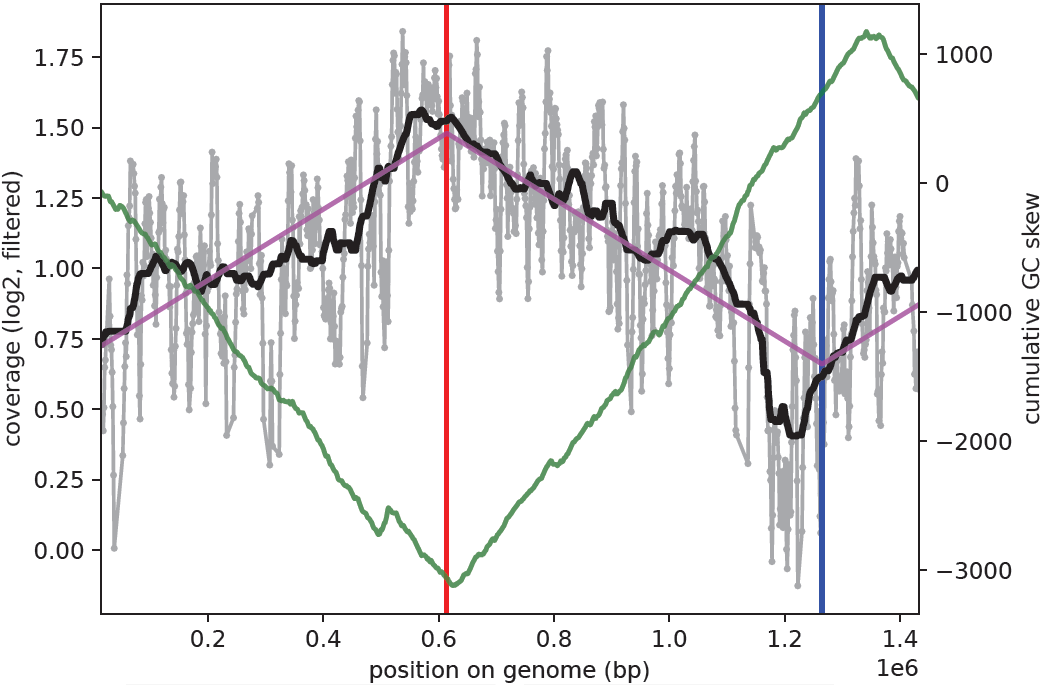 coverage (log2, filtered)
1.75
1.50
1.25
1.00
0.75
0.50
0.25
0.00
1000
0
−1000
−2000
−3000
cumulative GC skew
0.2 0.4 0.6 0.8 1.0 1.2 1.4
1e6
position on genome (bp)